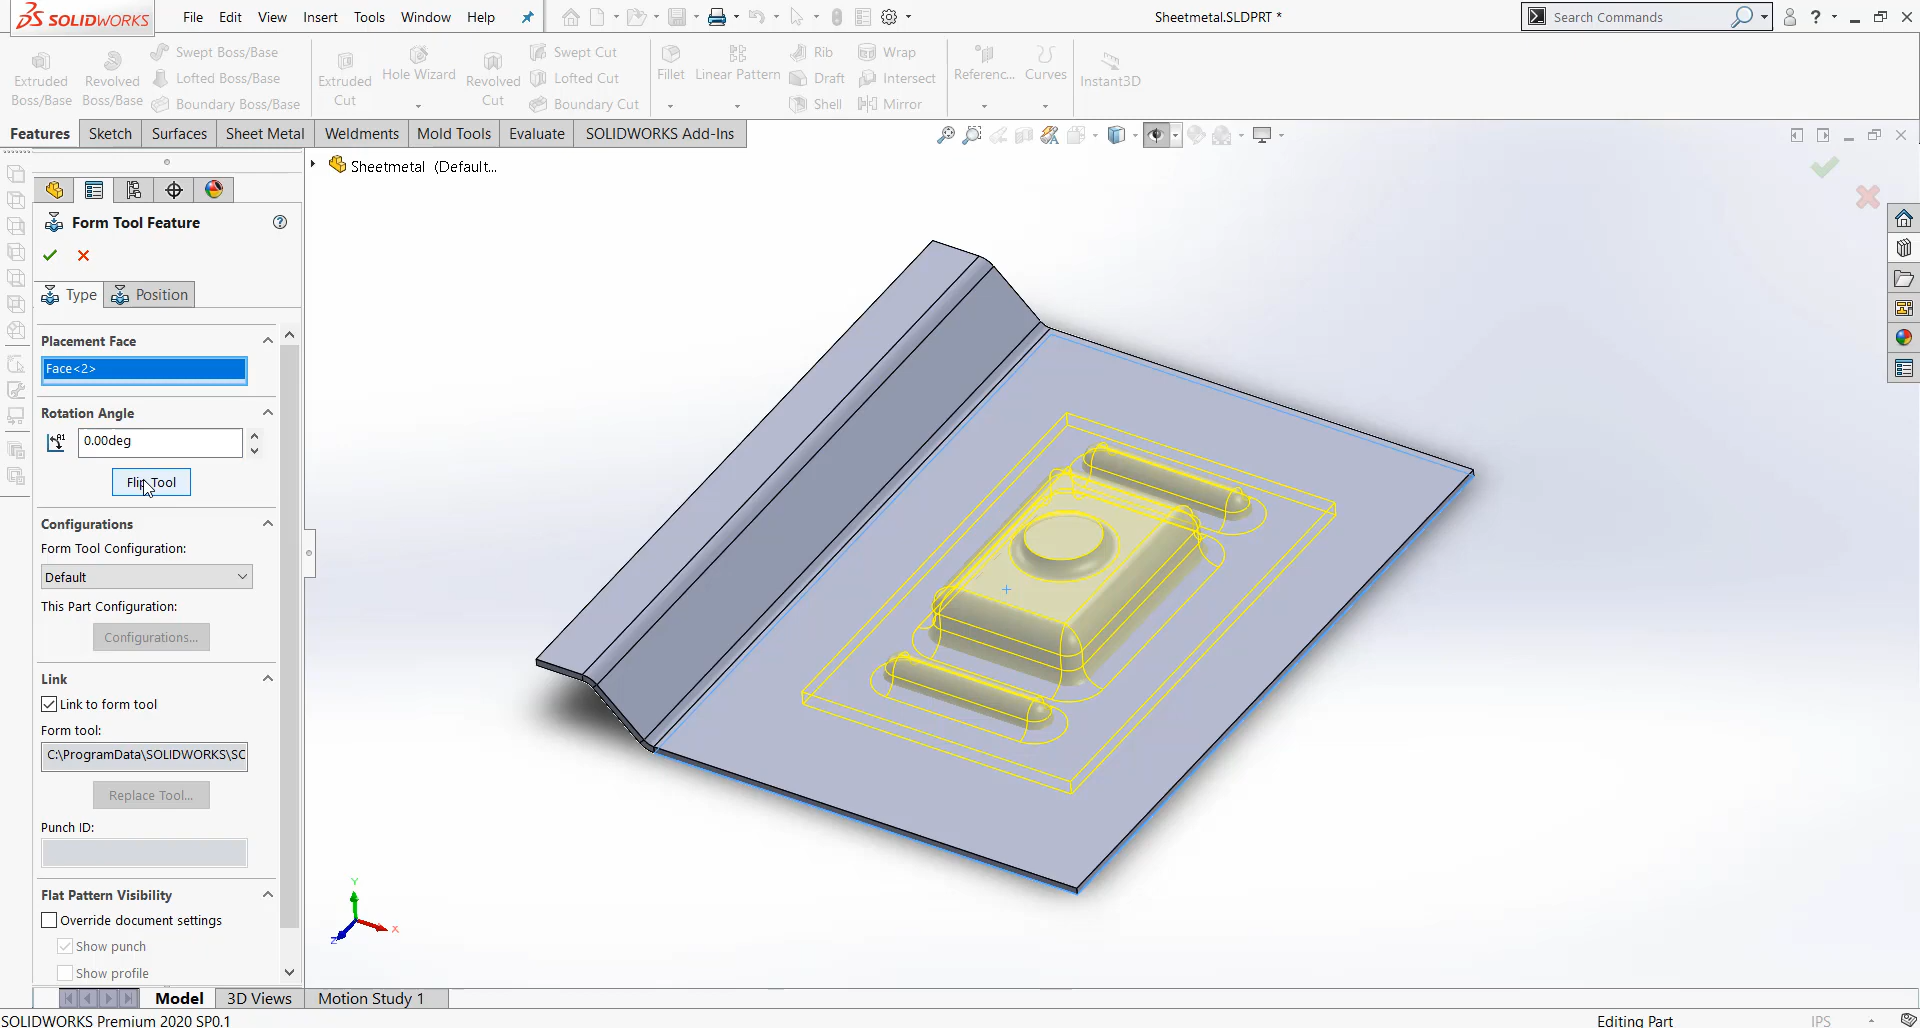 SOLIDWORKS File Edit View Insert Tools Window Help Sheetmetal.SLDPRT * Search Commands ?
Extruded Boss/Base
Revolved Boss/Base
Swept Boss/Base
Lofted Boss/Base
Boundary Boss/Base
Extruded Cut
Hole Wizard
Revolved Cut
Swept Cut
Lofted Cut
Boundary Cut
Fillet
Linear Pattern
Rib
Draft
Shell
Wrap
Intersect
Mirror
Referenc...
Curves
Instant3D
Features Sketch Surfaces Sheet Metal Weldments Mold Tools Evaluate SOLIDWORKS Add-Ins
Sheetmetal (Default...
Form Tool Feature ?
Type Position
Placement Face
Face<2>
Rotation Angle
0.00deg
Flip Tool
Configurations
Form Tool Configuration:
Default
This Part Configuration:
Configurations...
Link
Link to form tool
Form tool:
C:\ProgramData\SOLIDWORKS\SC
Replace Tool...
Punch ID:
Flat Pattern Visibility
Override document settings
Show punch
Show profile
Y
X
Z
Model 3D Views Motion Study 1
SOLIDWORKS Premium 2020 SP0.1 Editing Part IPS